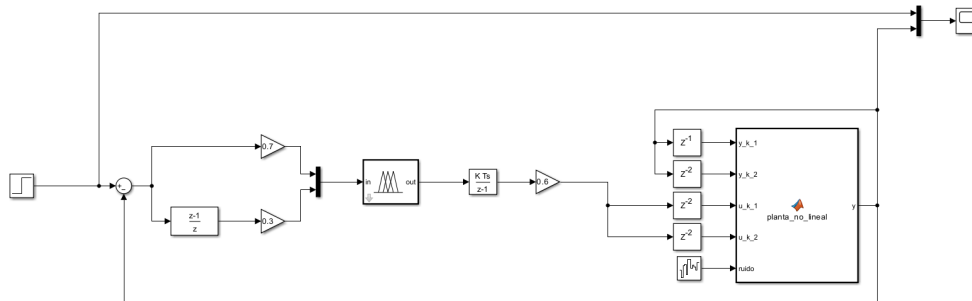 0.7
z-1
z
0.3
+
-
in
out
K Ts
z-1
0.6
z-1
z-2
z-2
z-2
y_k_1
y_k_2
u_k_1
u_k_2
ruido
planta_no_lineal
y